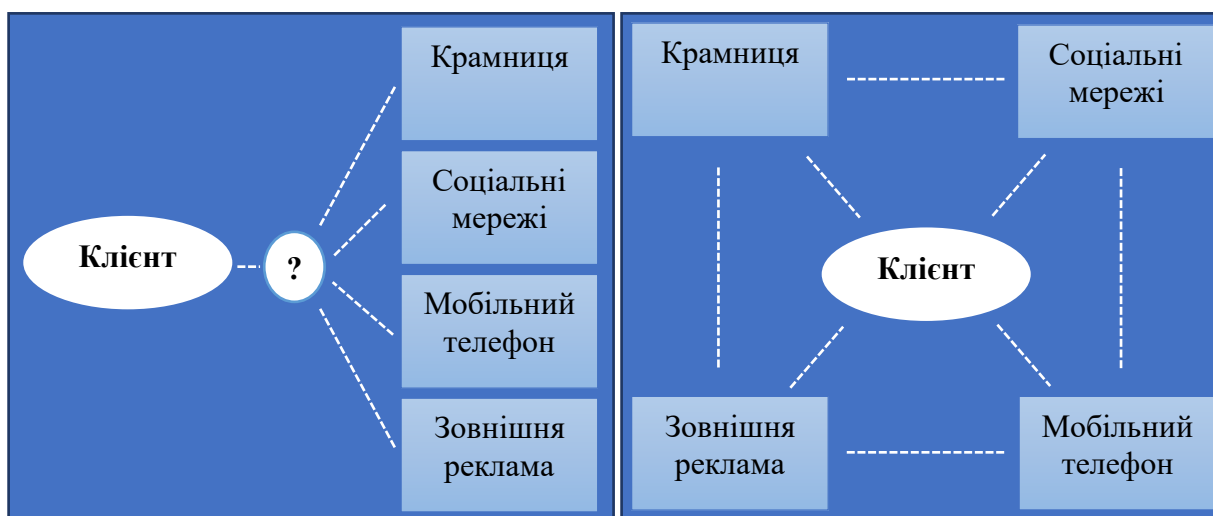 Крамниця
Соціальні
мережі
Клієнт
?
Мобільний
телефон
Зовнішня
реклама
Крамниця
Соціальні
мережі
Клієнт
Зовнішня
реклама
Мобільний
телефон